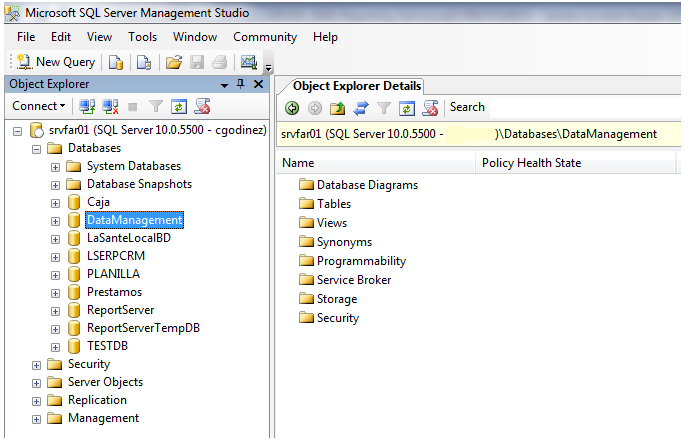 Microsoft SQL Server Management Studio
File Edit View Tools Window Community Help
New Query
Object Explorer
Connect
srvfar01 (SQL Server 10.0.5500 - cgodinez)
Databases
System Databases
Database Snapshots
Caja
DataManagement
LaSanteLocalBD
LSERPCRM
PLANILLA
Prestamos
ReportServer
ReportServerTempDB
TESTDB
Security
Server Objects
Replication
Management
Object Explorer Details
Search
srvfar01 (SQL Server 10.0.5500 - )\Databases\DataManagement
Name Policy Health State
Database Diagrams
Tables
Views
Synonyms
Programmability
Service Broker
Storage
Security